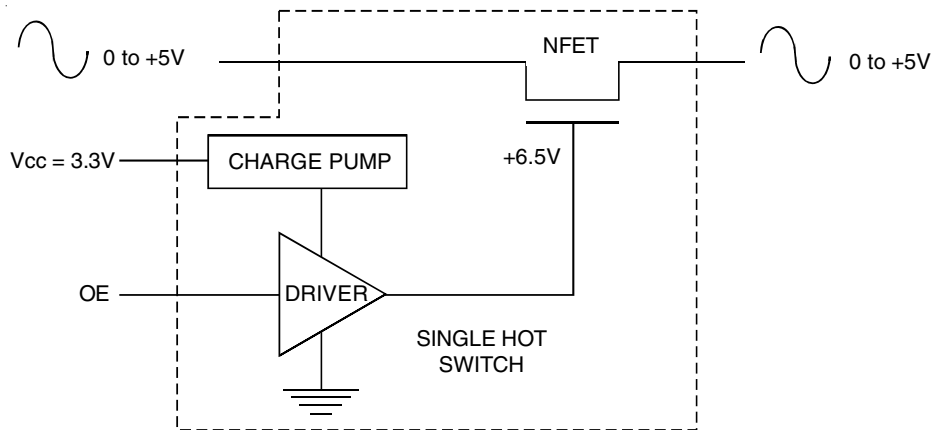 NFET
0 to +5V
0 to +5V
Vcc = 3.3V
CHARGE PUMP
+6.5V
OE
DRIVER
SINGLE HOT
SWITCH